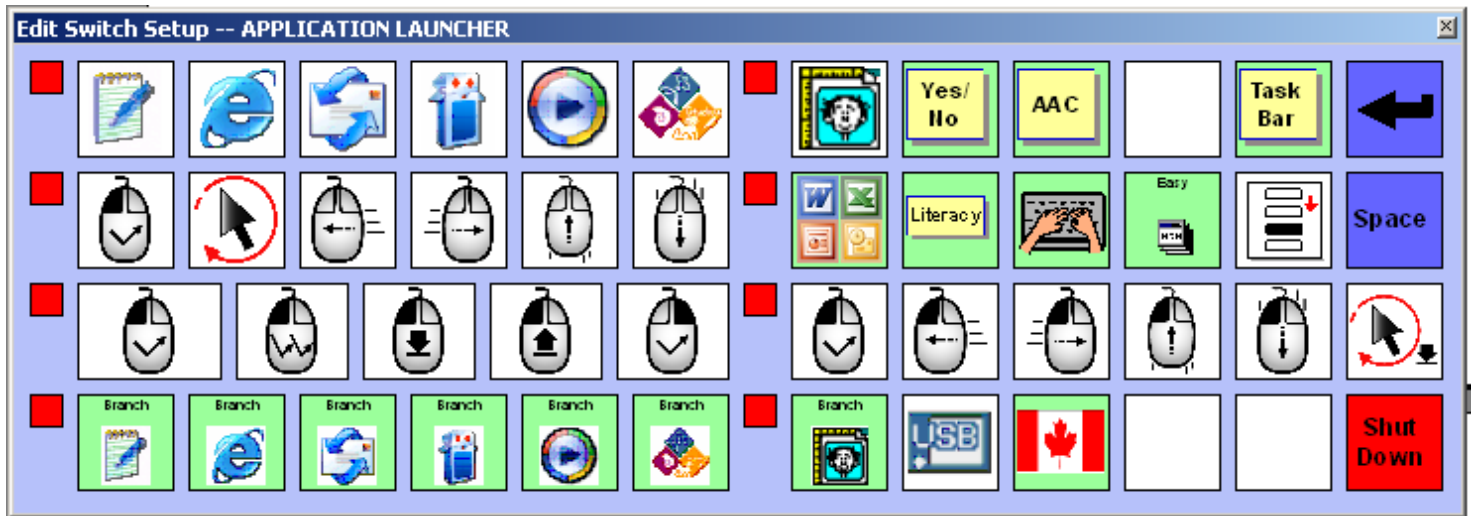 Edit Switch Setup -- APPLICATION LAUNCHER
Yes/
No
AAC
Task
Bar
W
X
Literacy
Easy
Space
Branch
Branch
Branch
Branch
Branch
Branch
Branch
USB
Shut
Down